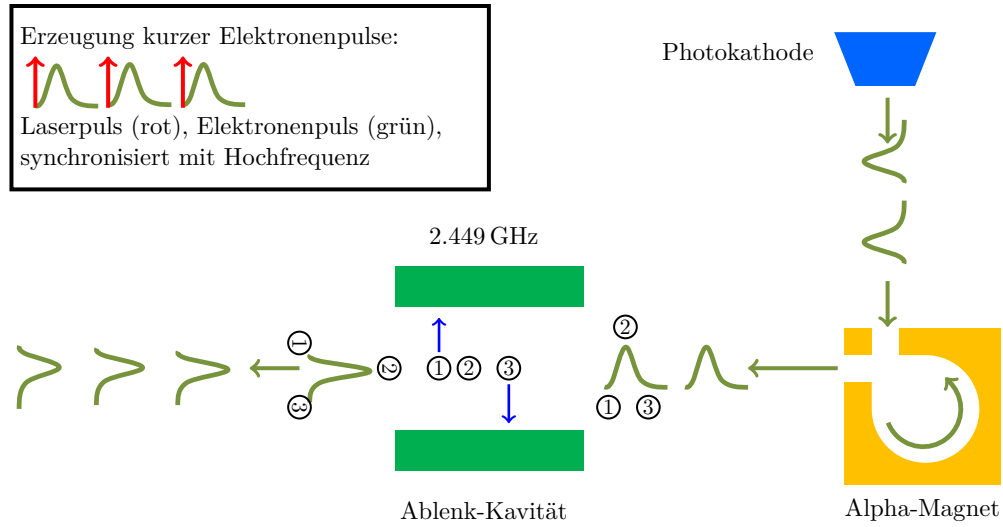 Erzeugung kurzer Elektronenpulse:
Laserpuls (rot), Elektronenpuls (grün),
synchronisiert mit Hochfrequenz
Photokathode
2.449 GHz
1
2
3
1 2 3
2
1 3
Ablenk-Kavität
Alpha-Magnet